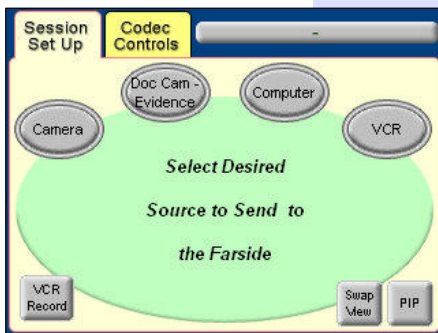 Session
Set Up
Codec
Controls
-
Doc Cam -
Evidence
Computer
Camera
VCR
Select Desired
Source to Send to
the Farside
VCR
Record
Swap
View
PIP